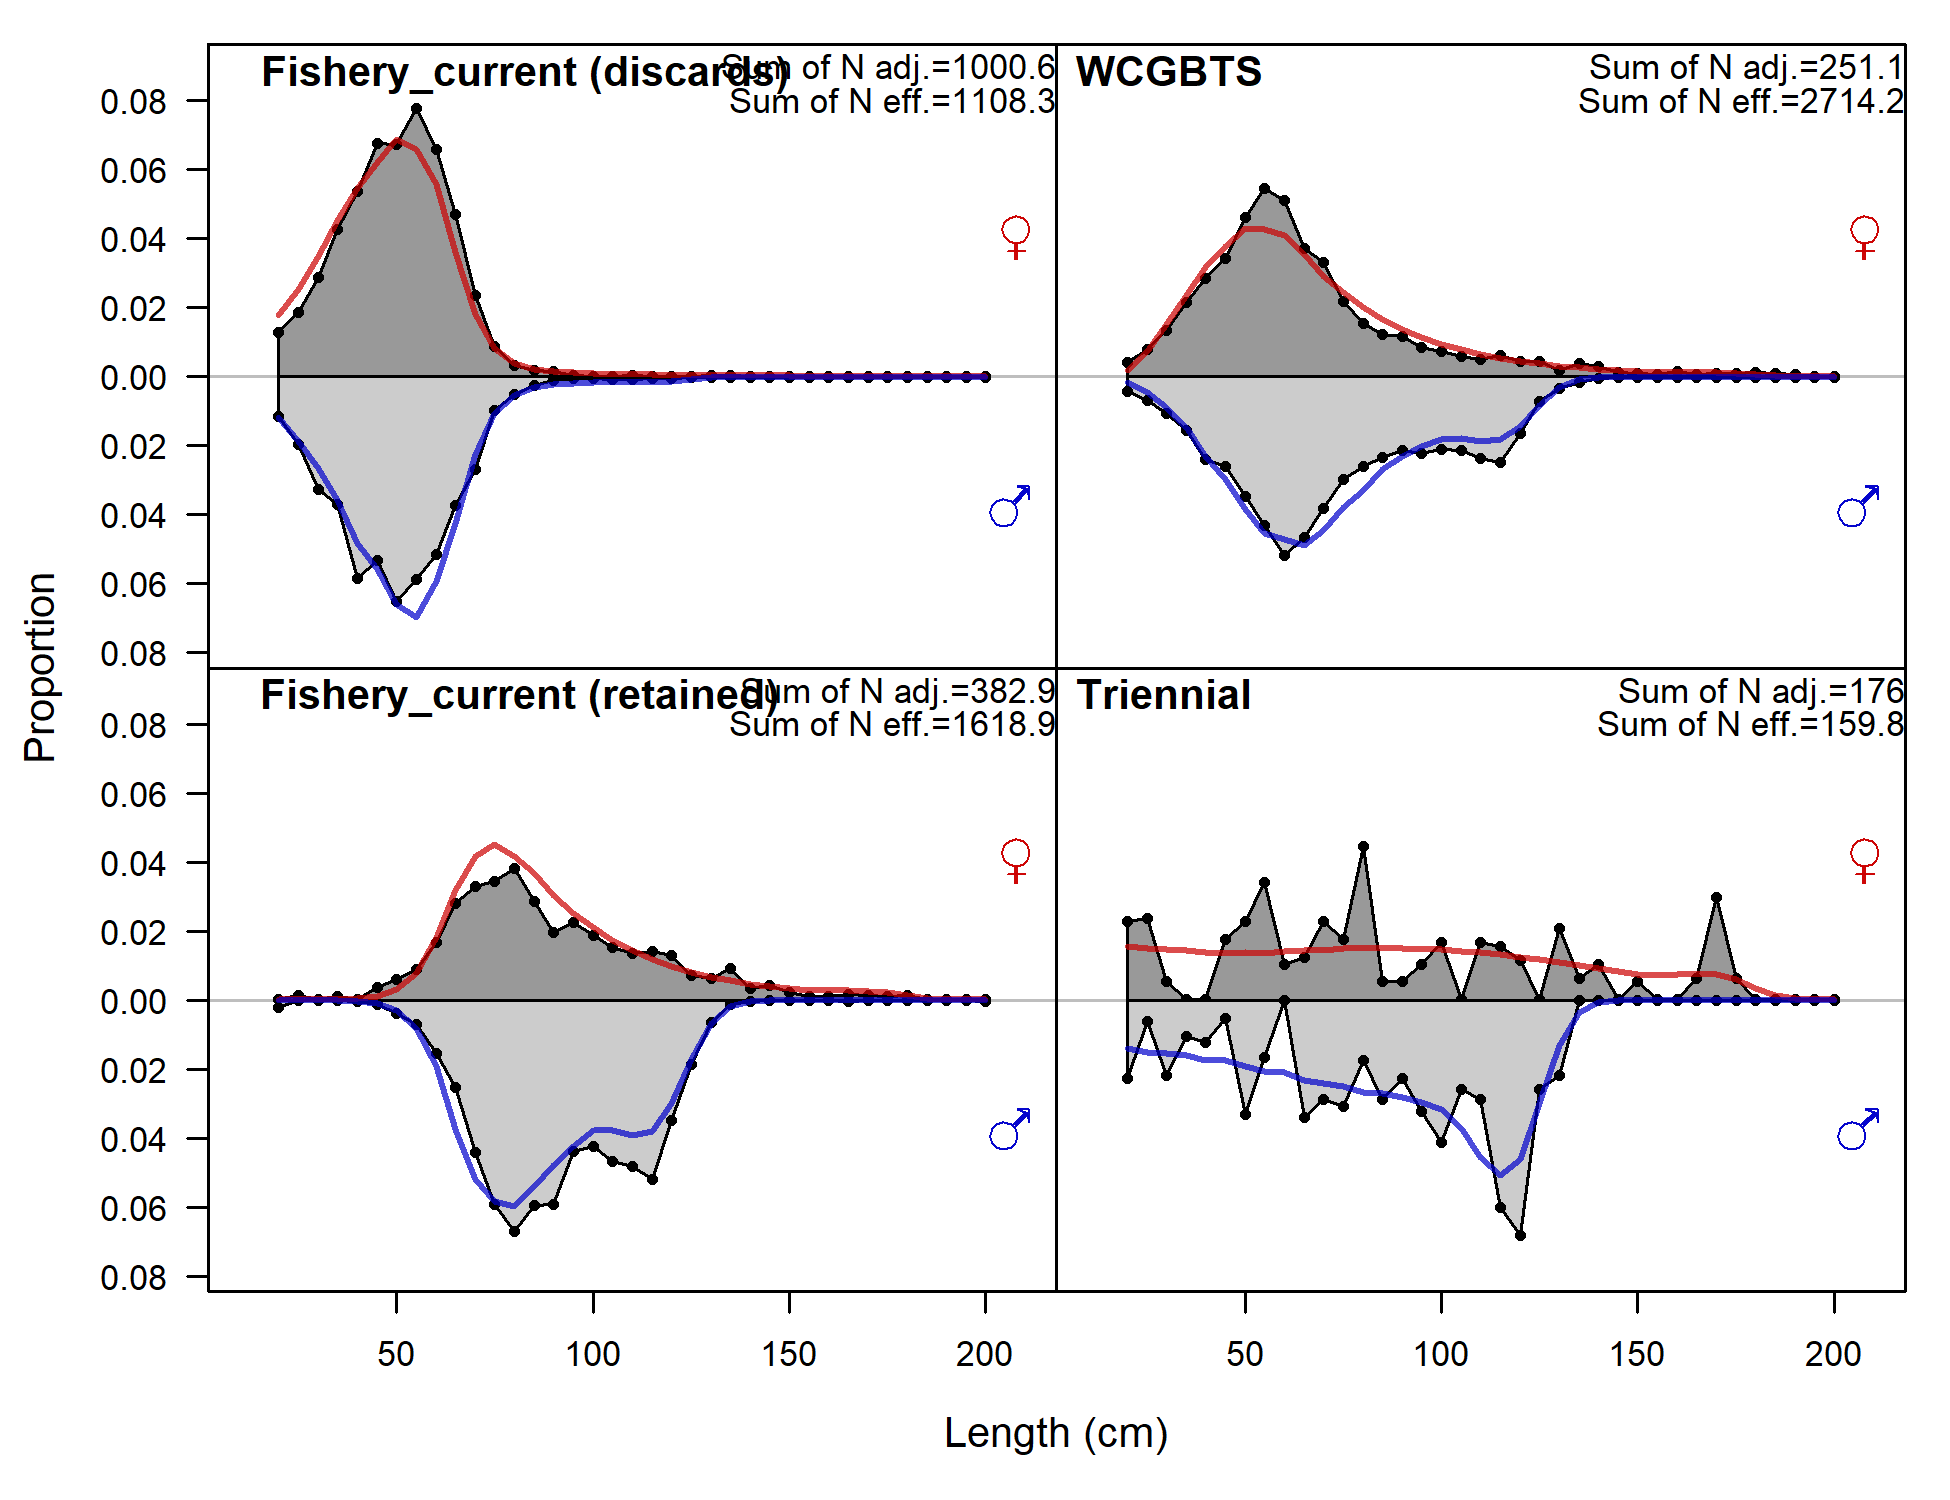 Fishery_current (discards)
Sum of N adj.=1000.6
Sum of N eff.=1108.3
WCGBTS
Sum of N adj.=251.1
Sum of N eff.=2714.2
0.08
0.06
0.04
0.02
0.00
0.02
0.04
0.06
0.08
♀
♂
♀
♂
Fishery_current (retained)
Sum of N adj.=382.9
Sum of N eff.=1618.9
Triennial
Sum of N adj.=176
Sum of N eff.=159.8
0.08
0.06
0.04
0.02
0.00
0.02
0.04
0.06
0.08
♀
♂
♀
♂
Proportion
50 100 150 200
50 100 150 200
Length (cm)